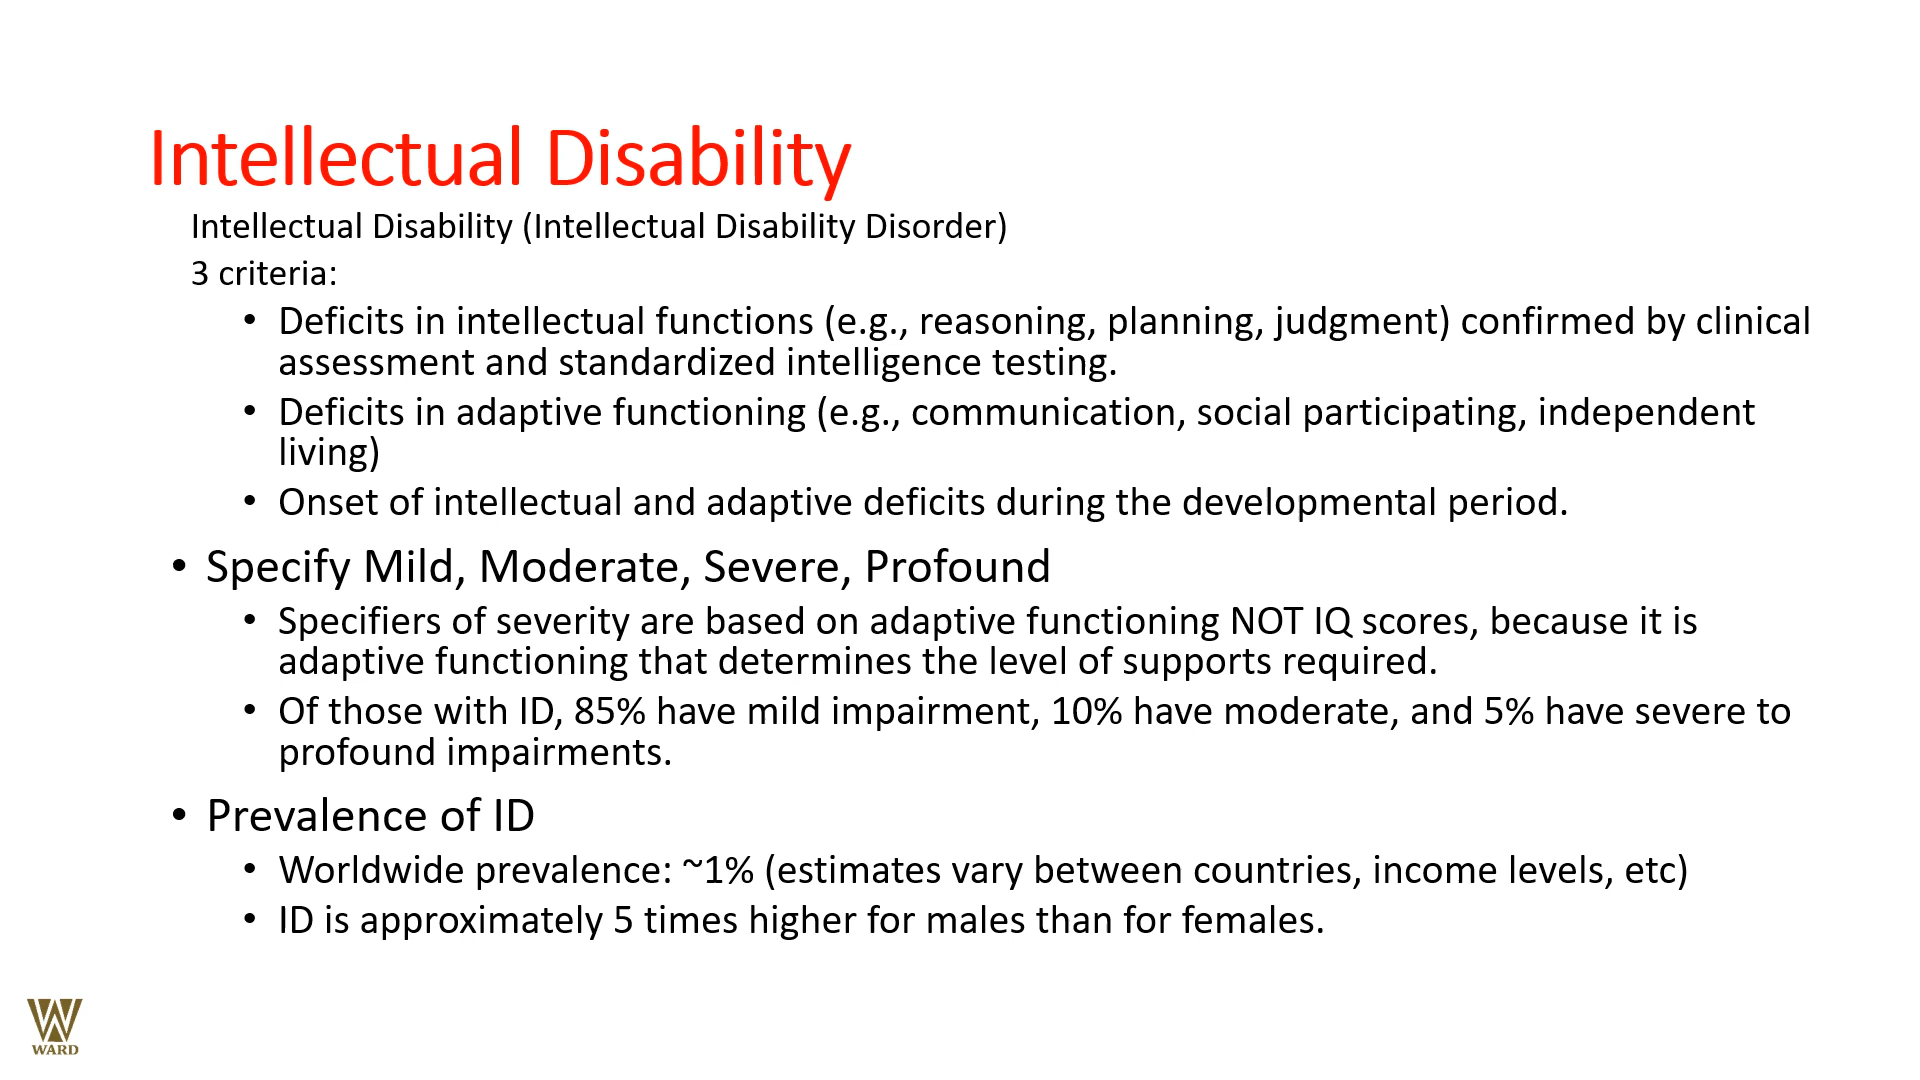 Intellectual Disability
Intellectual Disability (Intellectual Disability Disorder)
3 criteria:
• Deficits in intellectual functions (e.g., reasoning, planning, judgment) confirmed by clinical
assessment and standardized intelligence testing.
• Deficits in adaptive functioning (e.g., communication, social participating, independent
living)
• Onset of intellectual and adaptive deficits during the developmental period.
• Specify Mild, Moderate, Severe, Profound
• Specifiers of severity are based on adaptive functioning NOT IQ scores, because it is
adaptive functioning that determines the level of supports required.
• Of those with ID, 85% have mild impairment, 10% have moderate, and 5% have severe to
profound impairments.
• Prevalence of ID
• Worldwide prevalence: ~1% (estimates vary between countries, income levels, etc)
• ID is approximately 5 times higher for males than for females.
WARD